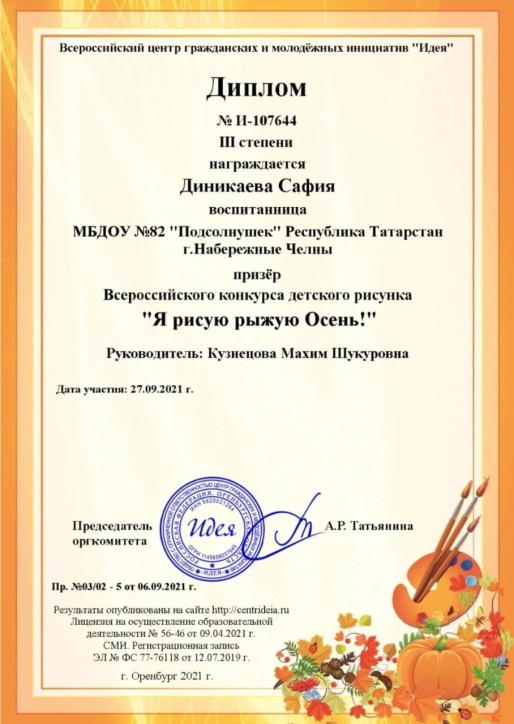 Всероссийский центр гражданских и молодёжных инициатив "Идея"
Диплом
№ И-107644
III степени
награждается
Диникаева Сафия
воспитанница
МБДОУ №82 "Подсолнушек" Республика Татарстан
г.Набережные Челны
призёр
Всероссийского конкурса детского рисунка
"Я рисую рыжую Осень!"
Руководитель: Кузнецова Махим Шукуровна
Дата участия: 27.09.2021 г.
Идея
Председатель
оргкомитета
А.Р. Татьянина
Пр. №03/02 - 5 от 06.09.2021 г.
Результаты опубликованы на сайте http://centrideia.ru
Лицензия на осуществление образовательной
деятельности № 56-46 от 09.04.2021 г.
СМИ. Регистрационная запись
ЭЛ № ФС 77-76118 от 12.07.2019 г.
г. Оренбург 2021 г.